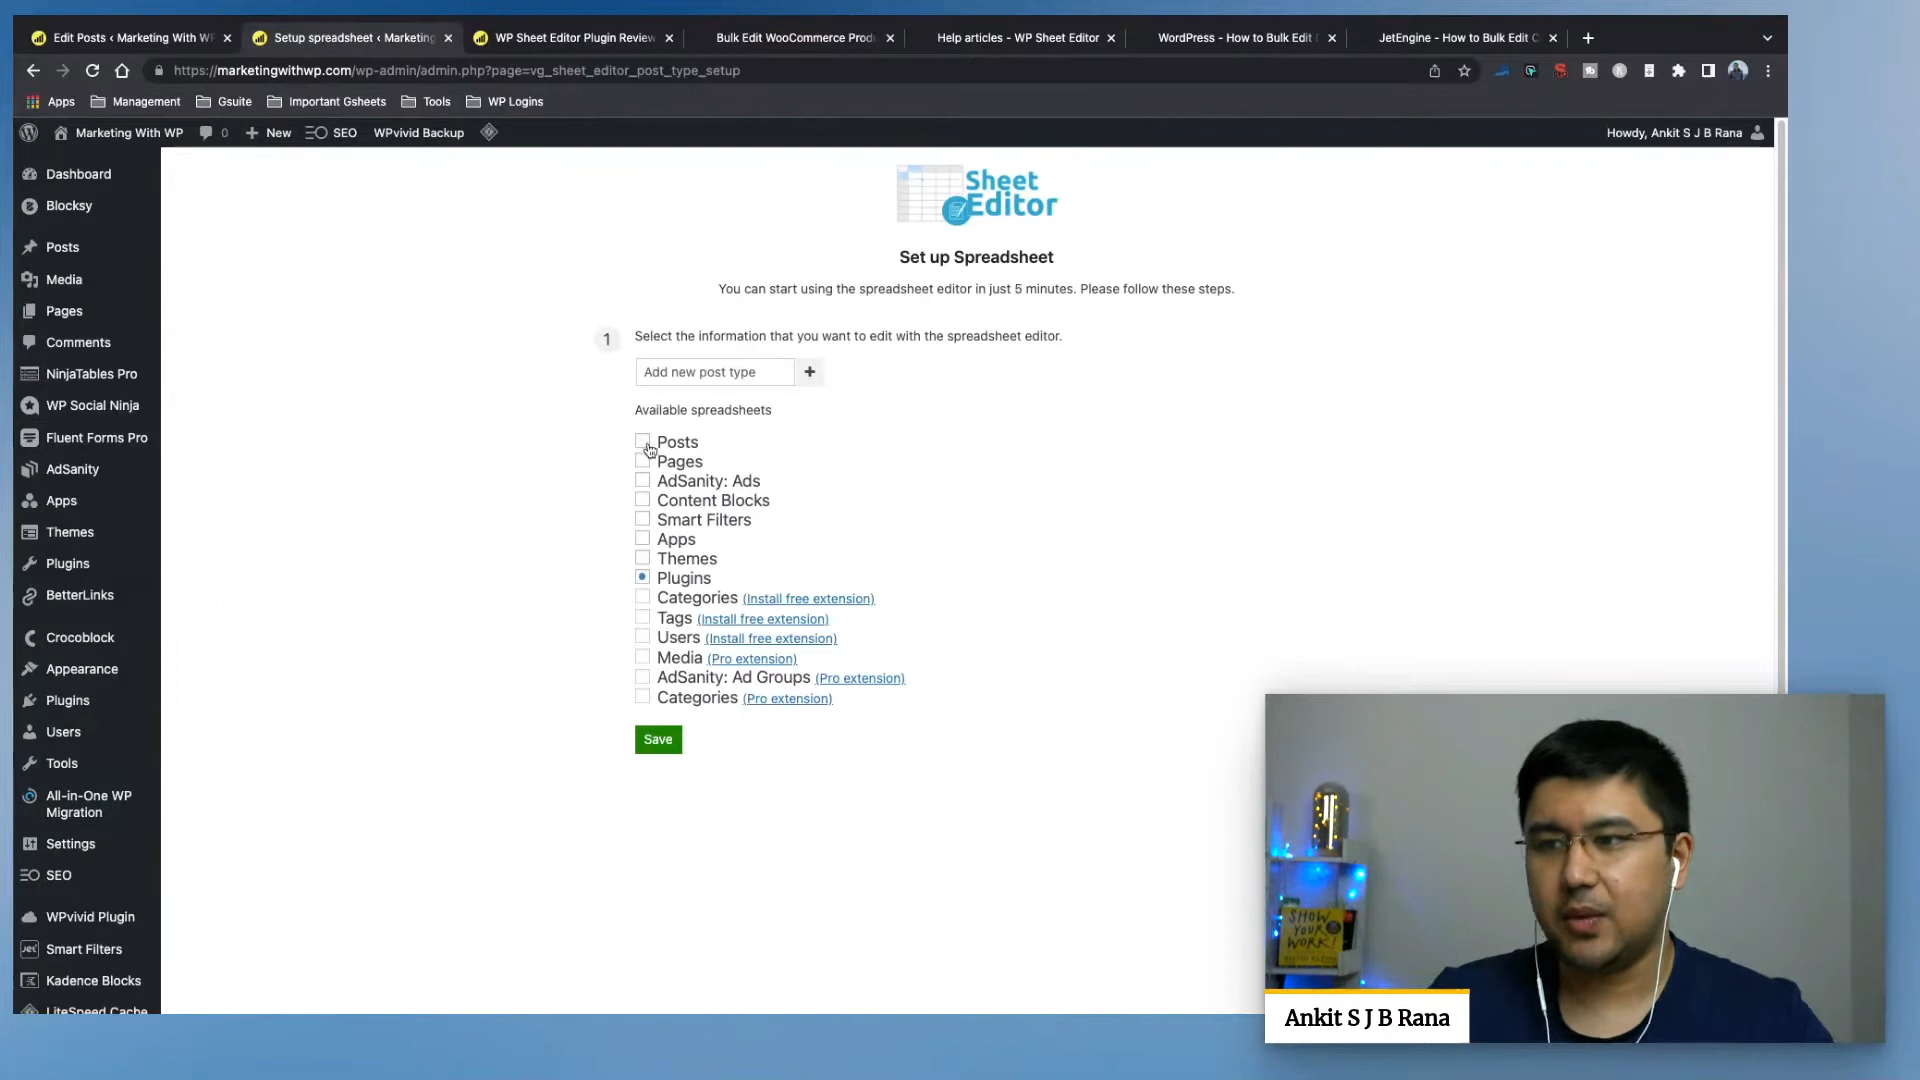 Edit Posts ‹ Marketing With WP
Setup spreadsheet ‹ Marketing
WP Sheet Editor Plugin Review
Bulk Edit WooCommerce Prod
Help articles - WP Sheet Editor
WordPress - How to Bulk Edit
JetEngine - How to Bulk Edit C
https://marketingwithwp.com/wp-admin/admin.php?page=vg_sheet_editor_post_type_setup
Apps
Management
Gsuite
Important Gsheets
Tools
WP Logins
Marketing With WP
0
New
SEO
WPvivid Backup
Howdy, Ankit S J B Rana
Dashboard
Blocksy
Posts
Media
Pages
Comments
NinjaTables Pro
WP Social Ninja
Fluent Forms Pro
AdSanity
Apps
Themes
Plugins
BetterLinks
Crocoblock
Appearance
Plugins
Users
Tools
All-in-One WP
Migration
Settings
SEO
WPvivid Plugin
Smart Filters
Kadence Blocks
LiteSpeed Cache
Sheet
Editor
Set up Spreadsheet
You can start using the spreadsheet editor in just 5 minutes. Please follow these steps.
1
Select the information that you want to edit with the spreadsheet editor.
Add new post type +
Available spreadsheets
Posts
Pages
AdSanity: Ads
Content Blocks
Smart Filters
Apps
Themes
Plugins
Categories (Install free extension)
Tags (Install free extension)
Users (Install free extension)
Media (Pro extension)
AdSanity: Ad Groups (Pro extension)
Categories (Pro extension)
Save
SHOW
YOUR
WORK!
Ankit S J B Rana